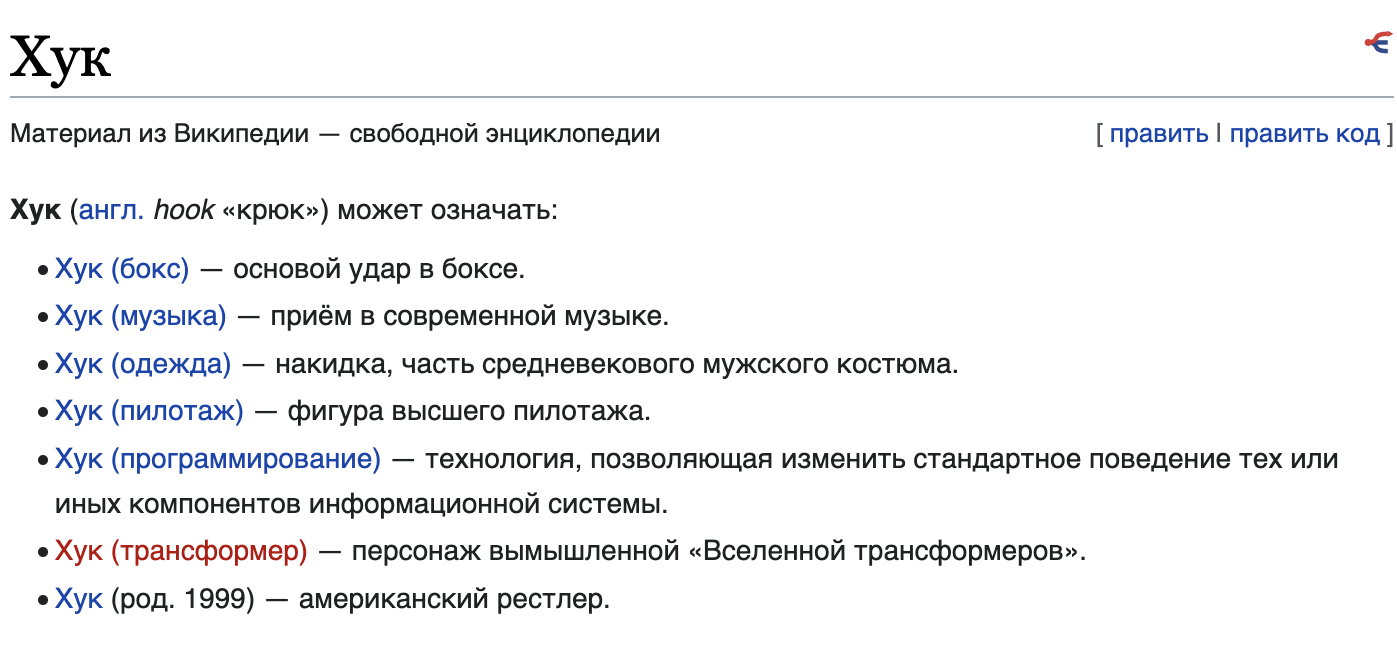 Хук
Материал из Википедии — свободной энциклопедии
[ править | править код ]
Хук (англ. hook «крюк») может означать:
• Хук (бокс) — основой удар в боксе.
• Хук (музыка) — приём в современной музыке.
• Хук (одежда) — накидка, часть средневекового мужского костюма.
• Хук (пилотаж) — фигура высшего пилотажа.
• Хук (программирование) — технология, позволяющая изменить стандартное поведение тех или
иных компонентов информационной системы.
• Хук (трансформер) — персонаж вымышленной «Вселенной трансформеров».
• Хук (род. 1999) — американский рестлер.